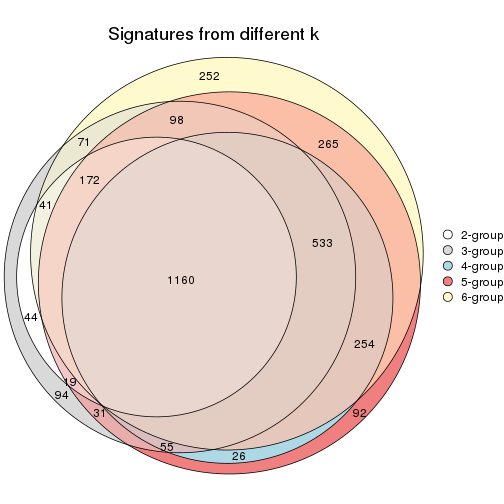 Signatures from different k
252
98
71
265
172
41
533
1160
44
254
19
94
31
92
55
26
2-group
3-group
4-group
5-group
6-group